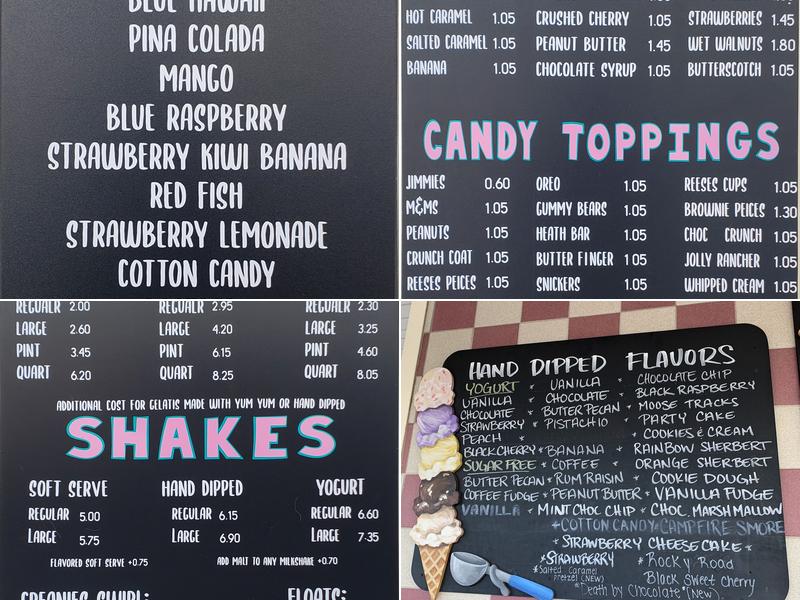 BLUE HAWAII
PINA COLADA
MANGO
BLUE RASPBERRY
STRAWBERRY KIWI BANANA
RED FISH
STRAWBERRY LEMONADE
COTTON CANDY
HOT CARAMEL 1.05 CRUSHED CHERRY 1.05 STRAWBERRIES 1.45
SALTED CARAMEL 1.05 PEANUT BUTTER 1.45 WET WALNUTS 1.80
BANANA 1.05 CHOCOLATE SYRUP 1.05 BUTTERSCOTCH 1.05
CANDY TOPPINGS
JIMMIES 0.60 OREO 1.05 REESES CUPS 1.05
M&MS 1.05 GUMMY BEARS 1.05 BROWNIE PEICES 1.30
PEANUTS 1.05 HEATH BAR 1.05 CHOC CRUNCH 1.05
CRUNCH COAT 1.05 BUTTER FINGER 1.05 JOLLY RANCHER 1.05
REESES PEICES 1.05 SNICKERS 1.05 WHIPPED CREAM 1.05
REGUALR 2.00 REGUALR 2.95 REGUALR 2.30
LARGE 2.60 LARGE 4.20 LARGE 3.25
PINT 3.45 PINT 6.15 PINT 4.60
QUART 6.20 QUART 8.25 QUART 8.05
ADDITIONAL COST FOR GELATIS MADE WITH YUM YUM OR HAND DIPPED
SHAKES
SOFT SERVE HAND DIPPED YOGURT
REGULAR 5.00 REGULAR 6.15 REGULAR 6.60
LARGE 5.75 LARGE 6.90 LARGE 7.35
FLAVORED SOFT SERVE +0.75 ADD MALT TO ANY MILKSHAKE +0.70
HAND DIPPED FLAVORS
YOGURT * VANILLA * CHOCOLATE CHIP
VANILLA * CHOCOLATE * BLACK RASPBERRY
CHOCOLATE * BUTTER PECAN * MOOSE TRACKS
STRAWBERRY * PISTACHIO * PARTY CAKE
PEACH * * COOKIES & CREAM
BLACK CHERRY * BANANA * RAINBOW SHERBERT
SUGAR FREE * COFFEE * ORANGE SHERBERT
BUTTER PECAN * RUM RAISIN * COOKIE DOUGH
COFFEE FUDGE * PEANUT BUTTER * VANILLA FUDGE
VANILLA * MINT CHOC CHIP * CHOC. MARSHMALLOW
* COTTON CANDY * CAMPFIRE SMORE
* STRAWBERRY CHEESECAKE *
* STRAWBERRY * Rocky Road
* Salted Caramel Pretzel (NEW) Black Sweet Cherry
* Death by Chocolate * (New)